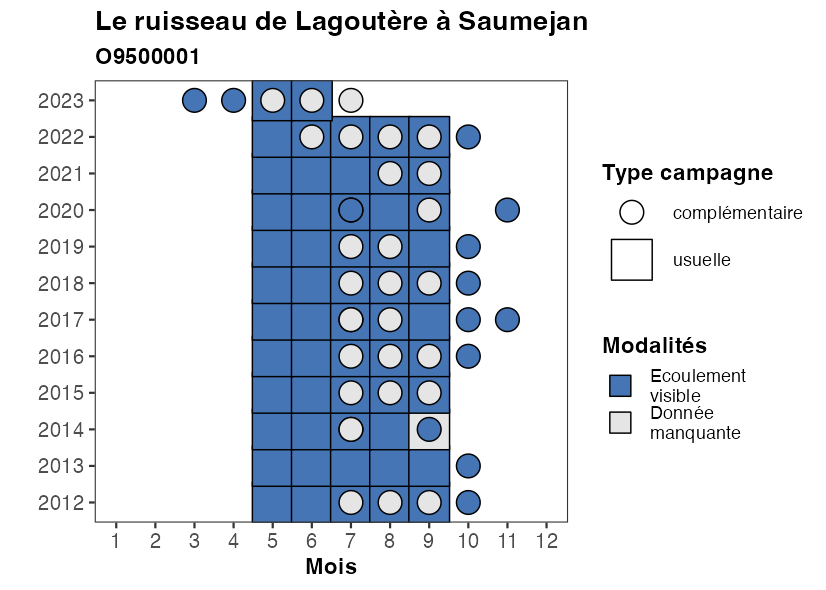 Le ruisseau de Lagoutère à Saumejan
O9500001
2023
2022
2021
2020
2019
2018
2017
2016
2015
2014
2013
2012
1 2 3 4 5 6 7 8 9 10 11 12
Mois
Type campagne
complémentaire
usuelle
Modalités
Ecoulement
visible
Donnée
manquante